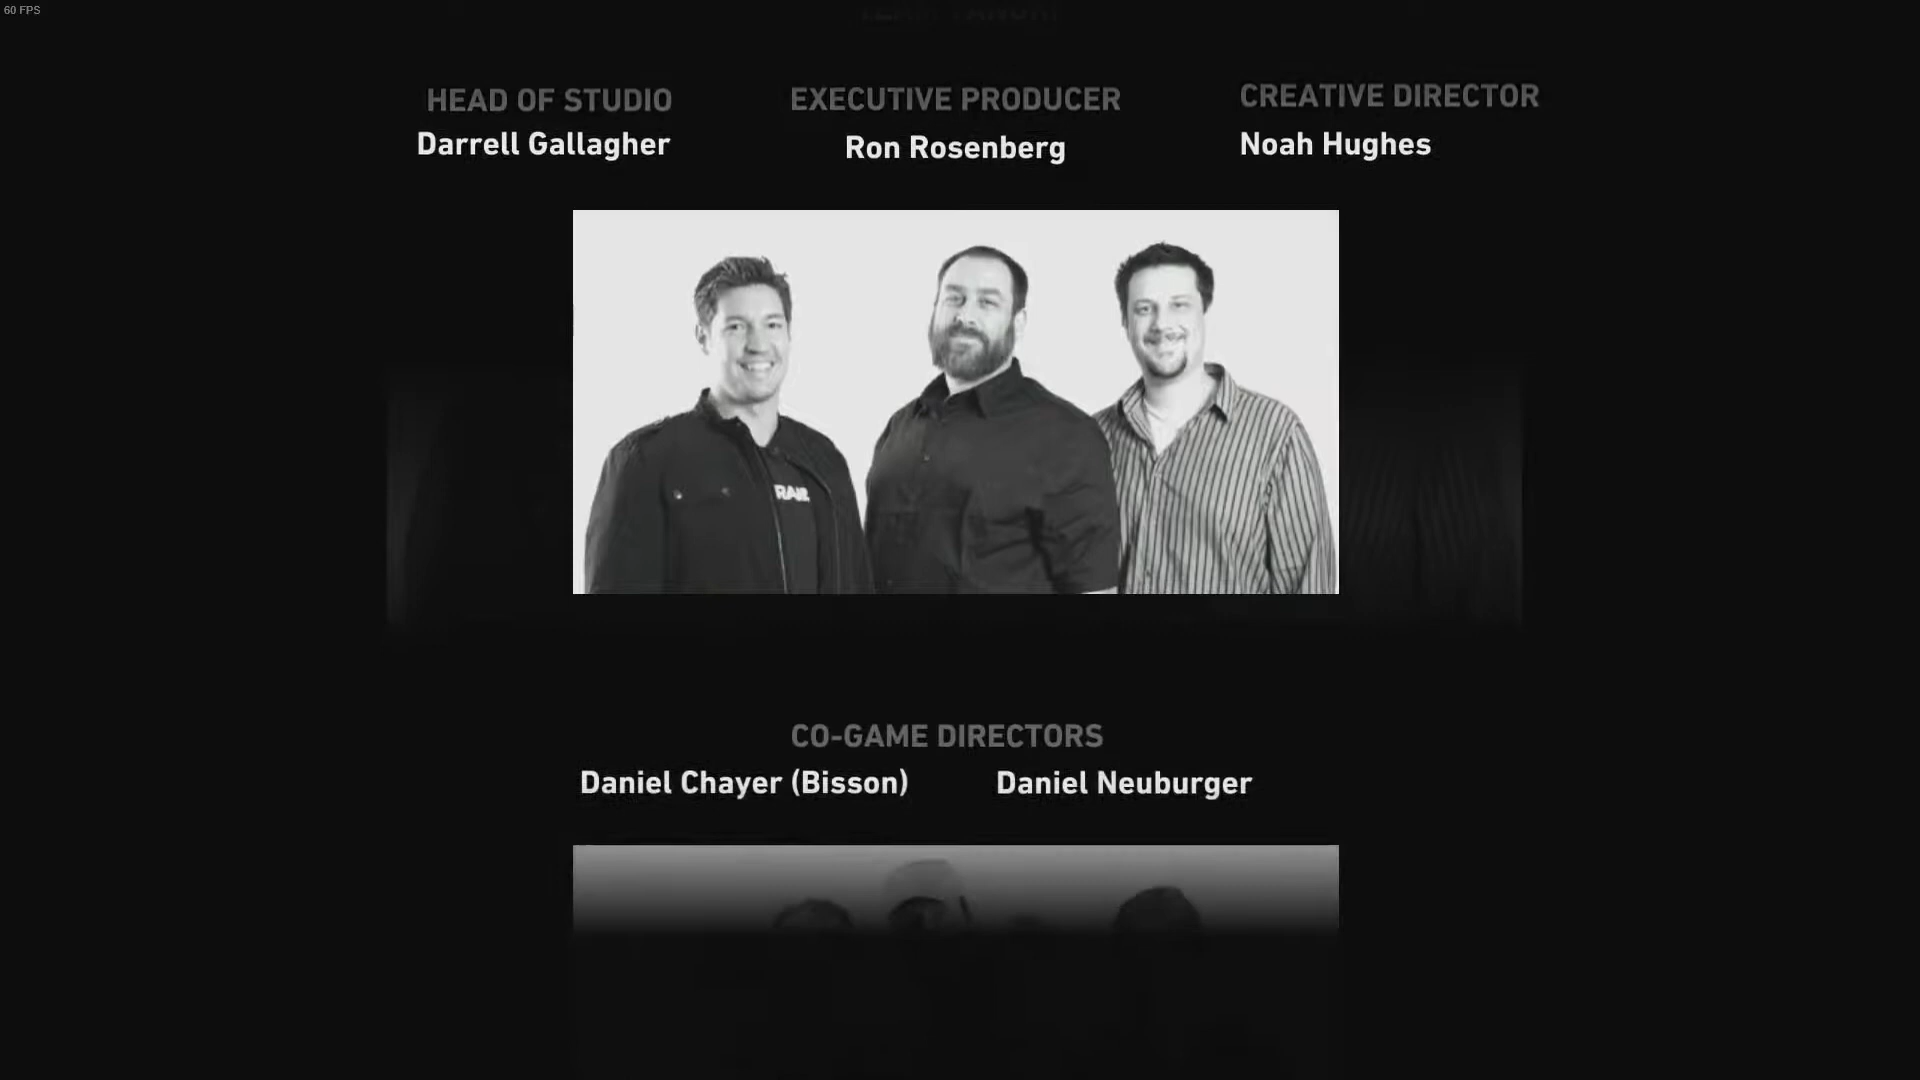 60 FPS
HEAD OF STUDIO
Darrell Gallagher
EXECUTIVE PRODUCER
Ron Rosenberg
CREATIVE DIRECTOR
Noah Hughes
CO-GAME DIRECTORS
Daniel Chayer (Bisson)
Daniel Neuburger